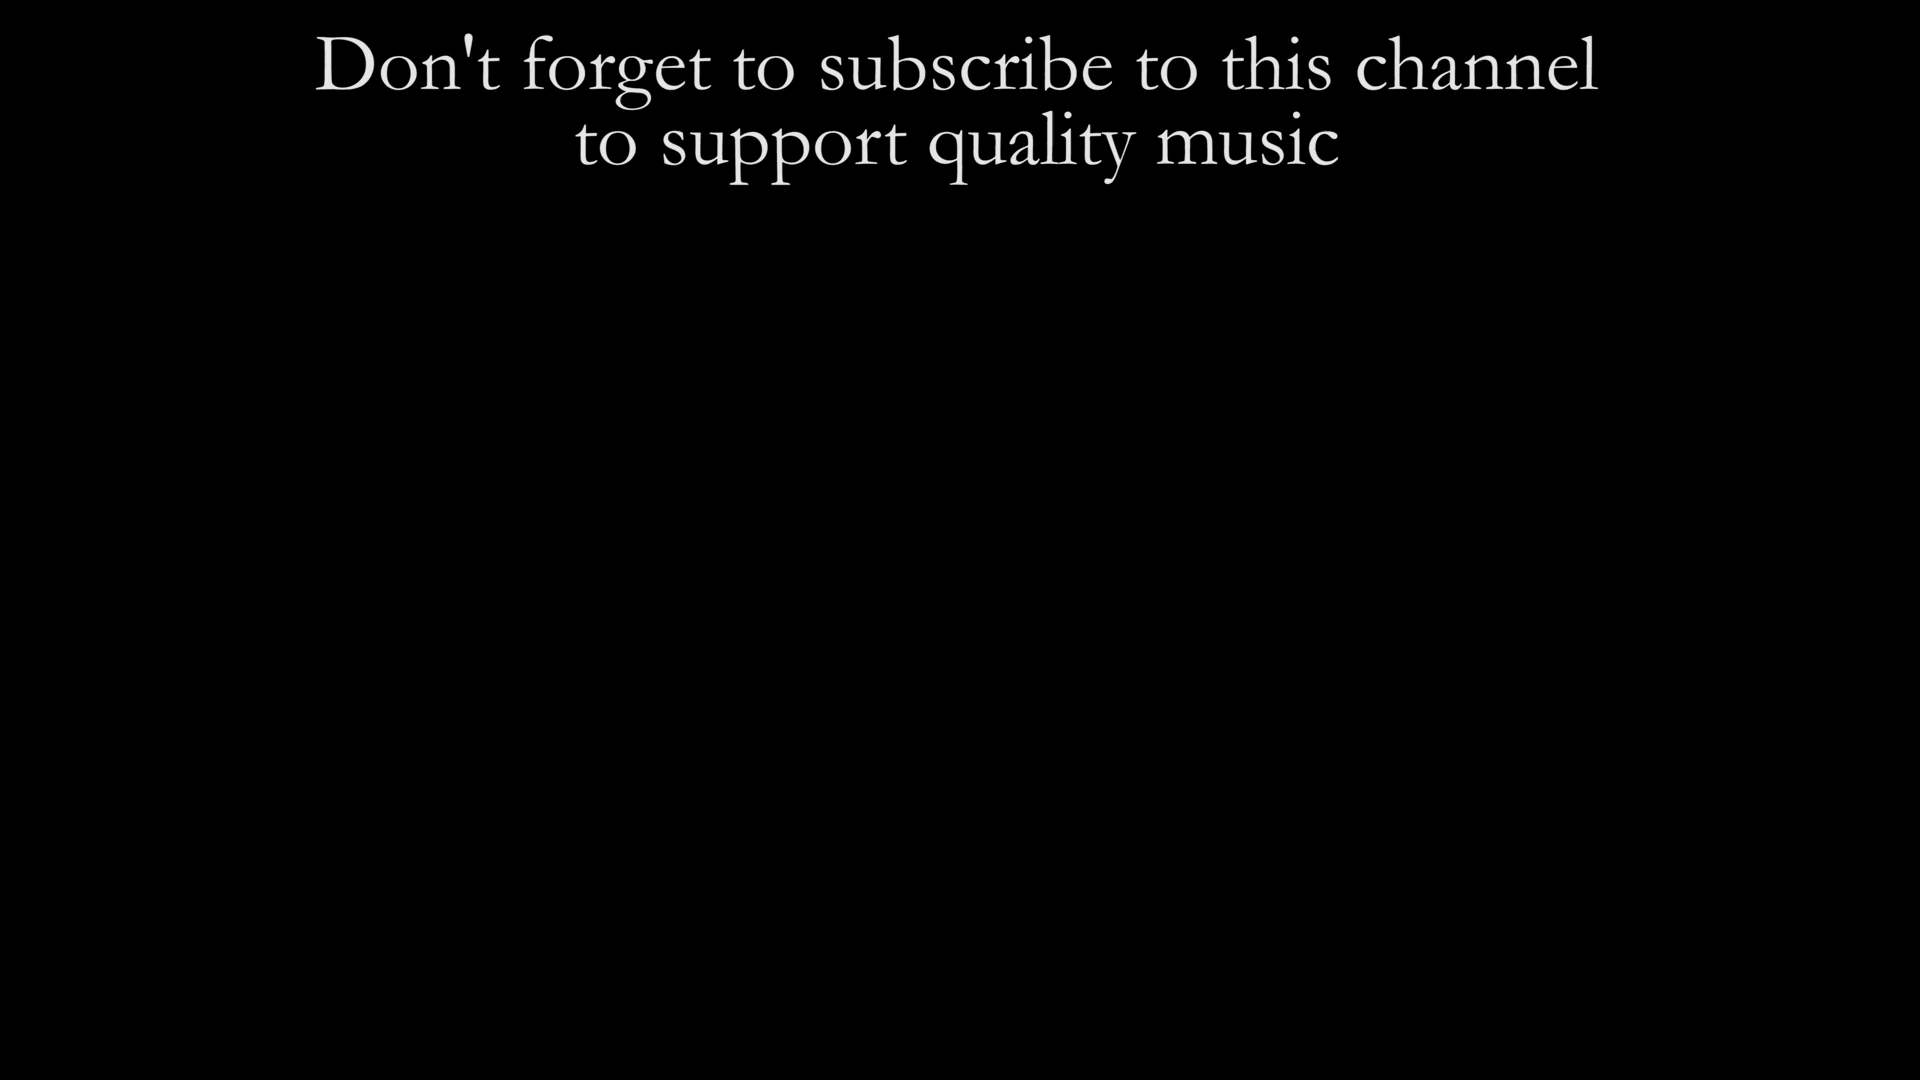 Don't forget to subscribe to this channel
to support quality music